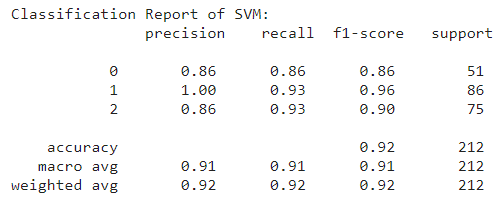 Classification Report of SVM:
precision recall f1-score support
0 0.86 0.86 0.86 51
1 1.00 0.93 0.96 86
2 0.86 0.93 0.90 75
accuracy 0.92 212
macro avg 0.91 0.91 0.91 212
weighted avg 0.92 0.92 0.92 212